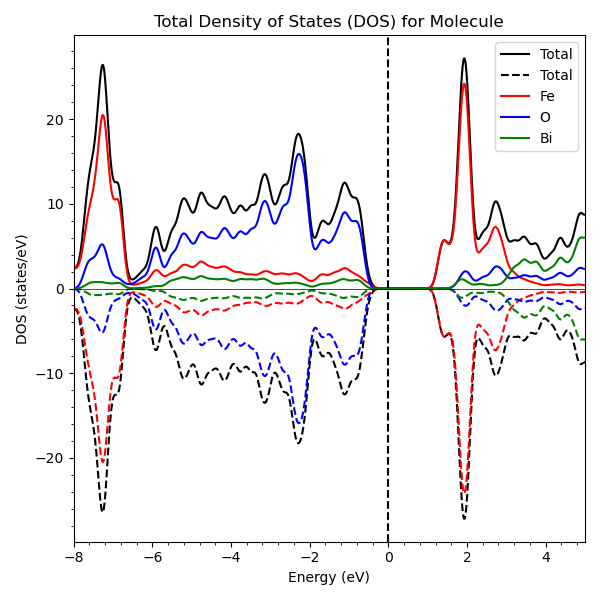 Total Density of States (DOS) for Molecule
DOS (states/eV)
20
10
0
−10
−20
Total
Total
Fe
O
Bi
−8 −6 −4 −2 0 2 4
Energy (eV)